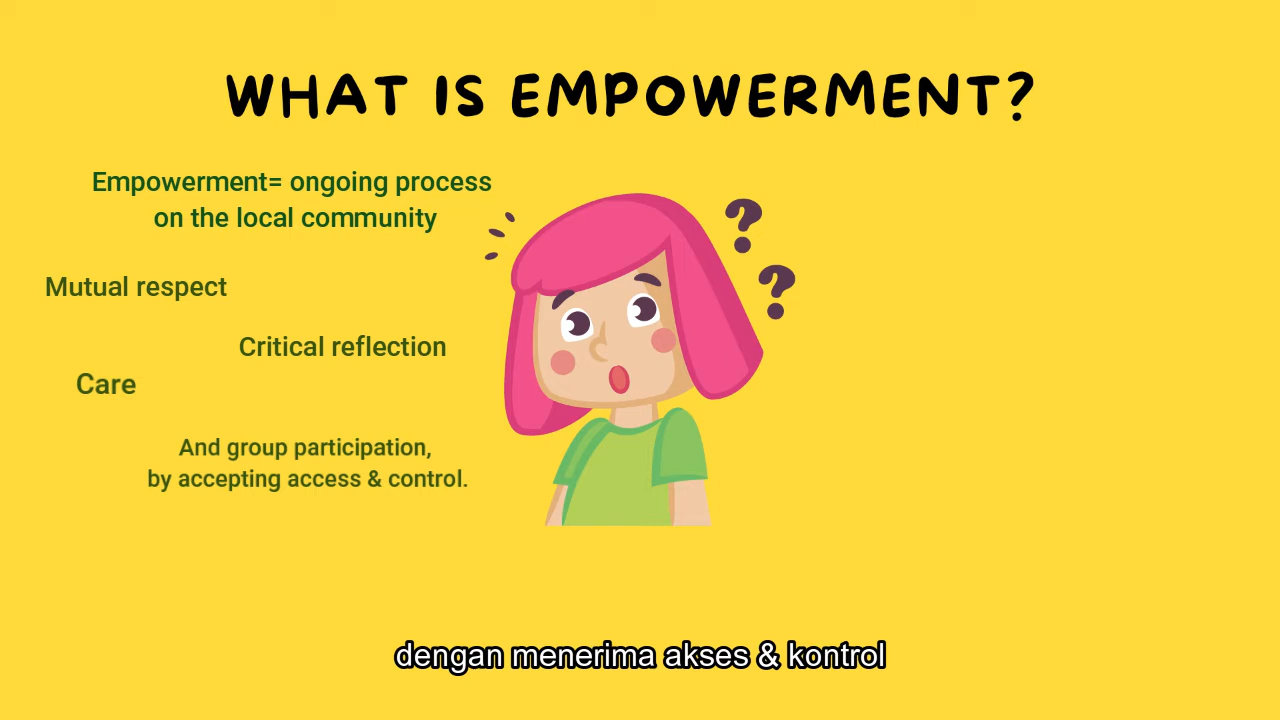 WHAT IS EMPOWERMENT?
Empowerment= ongoing process
on the local community
Mutual respect
Critical reflection
Care
And group participation,
by accepting access & control.
? 
?
dengan menerima akses & kontrol